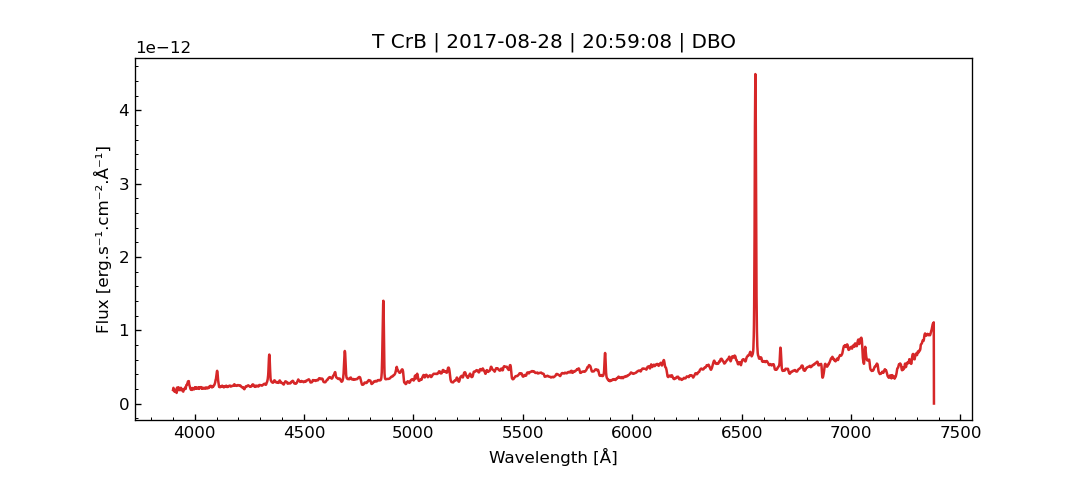 T CrB | 2017-08-28 | 20:59:08 | DBO
1e−12
4
3
2
1
0
Flux [erg.s⁻¹.cm⁻².Å⁻¹]
4000 4500 5000 5500 6000 6500 7000 7500
Wavelength [Å]